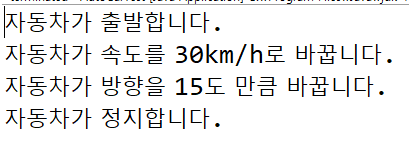 자동차가 출발합니다.
자동차가 속도를 30km/h로 바꿉니다.
자동차가 방향을 15도 만큼 바꿉니다.
자동차가 정지합니다.